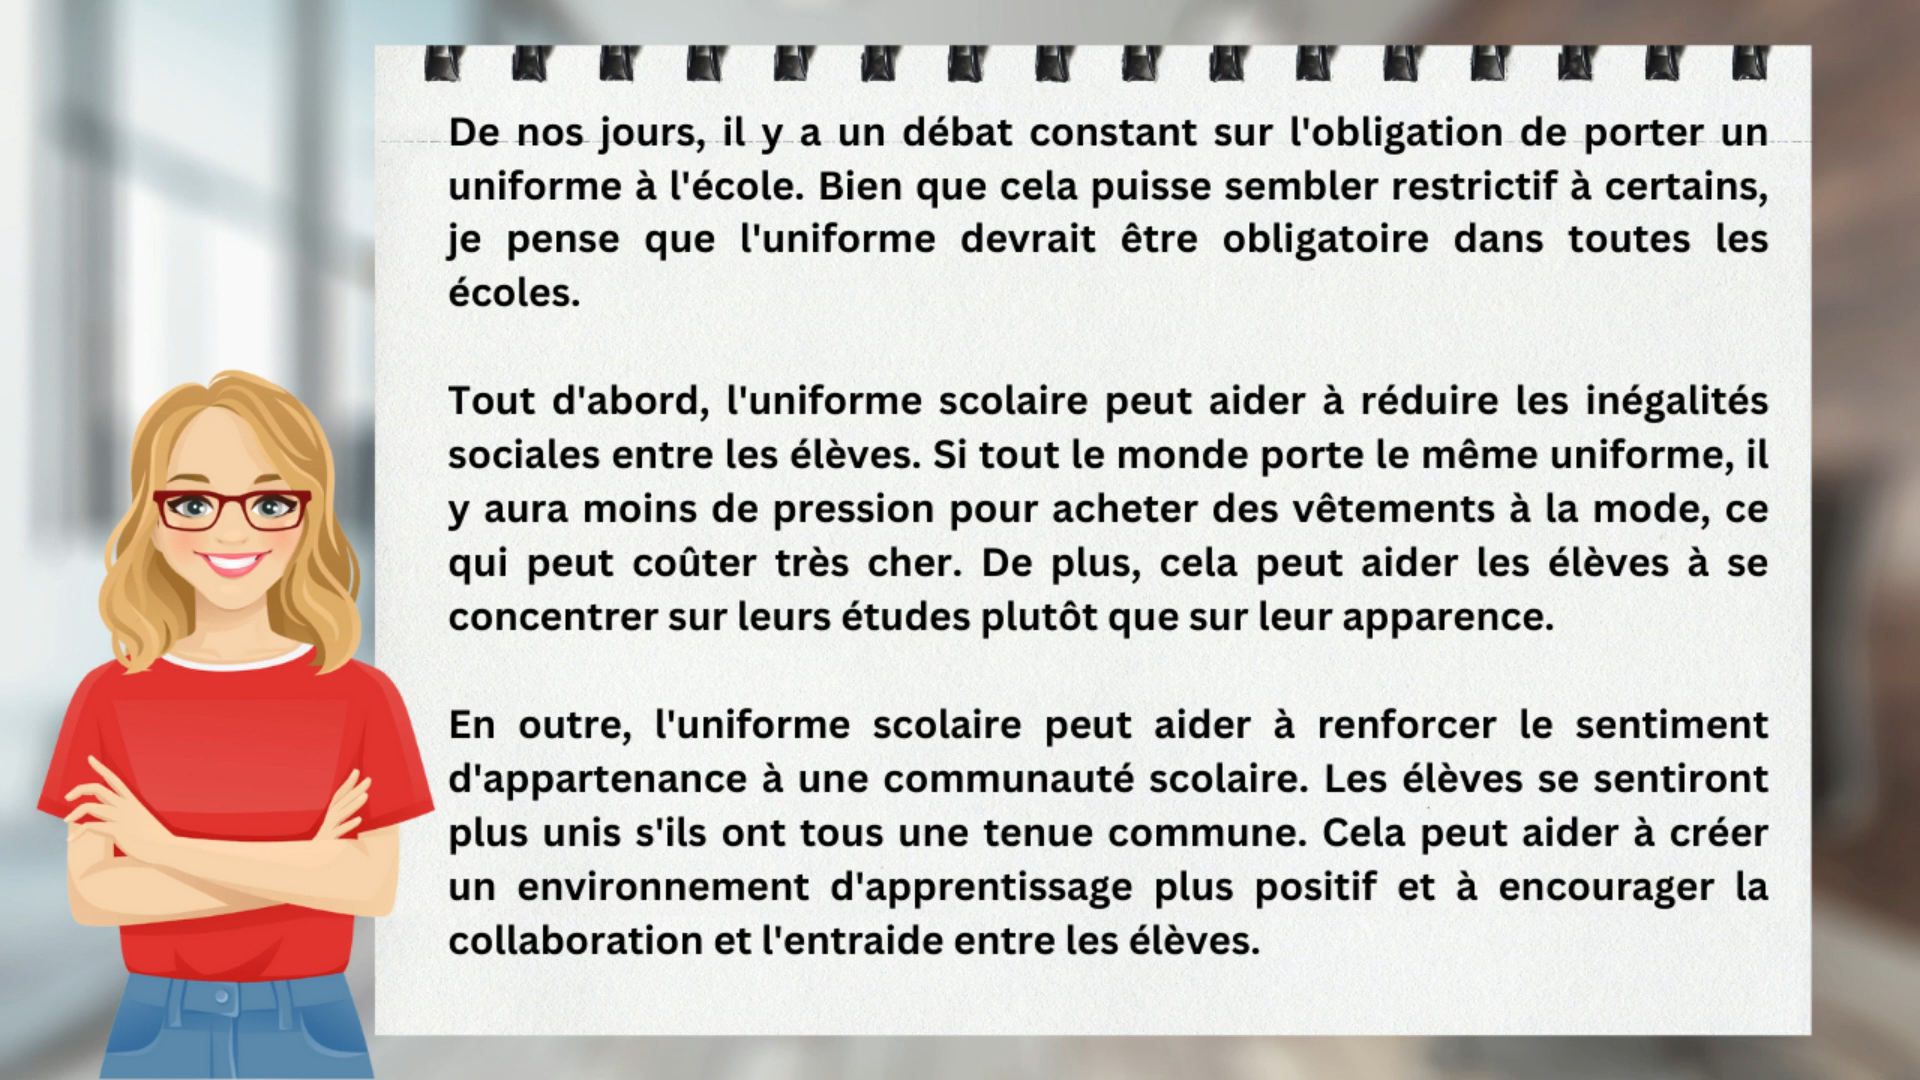 De nos jours, il y a un débat constant sur l'obligation de porter un
uniforme à l'école. Bien que cela puisse sembler restrictif à certains,
je pense que l'uniforme devrait être obligatoire dans toutes les
écoles.
Tout d'abord, l'uniforme scolaire peut aider à réduire les inégalités
sociales entre les élèves. Si tout le monde porte le même uniforme, il
y aura moins de pression pour acheter des vêtements à la mode, ce
qui peut coûter très cher. De plus, cela peut aider les élèves à se
concentrer sur leurs études plutôt que sur leur apparence.
En outre, l'uniforme scolaire peut aider à renforcer le sentiment
d'appartenance à une communauté scolaire. Les élèves se sentiront
plus unis s'ils ont tous une tenue commune. Cela peut aider à créer
un environnement d'apprentissage plus positif et à encourager la
collaboration et l'entraide entre les élèves.